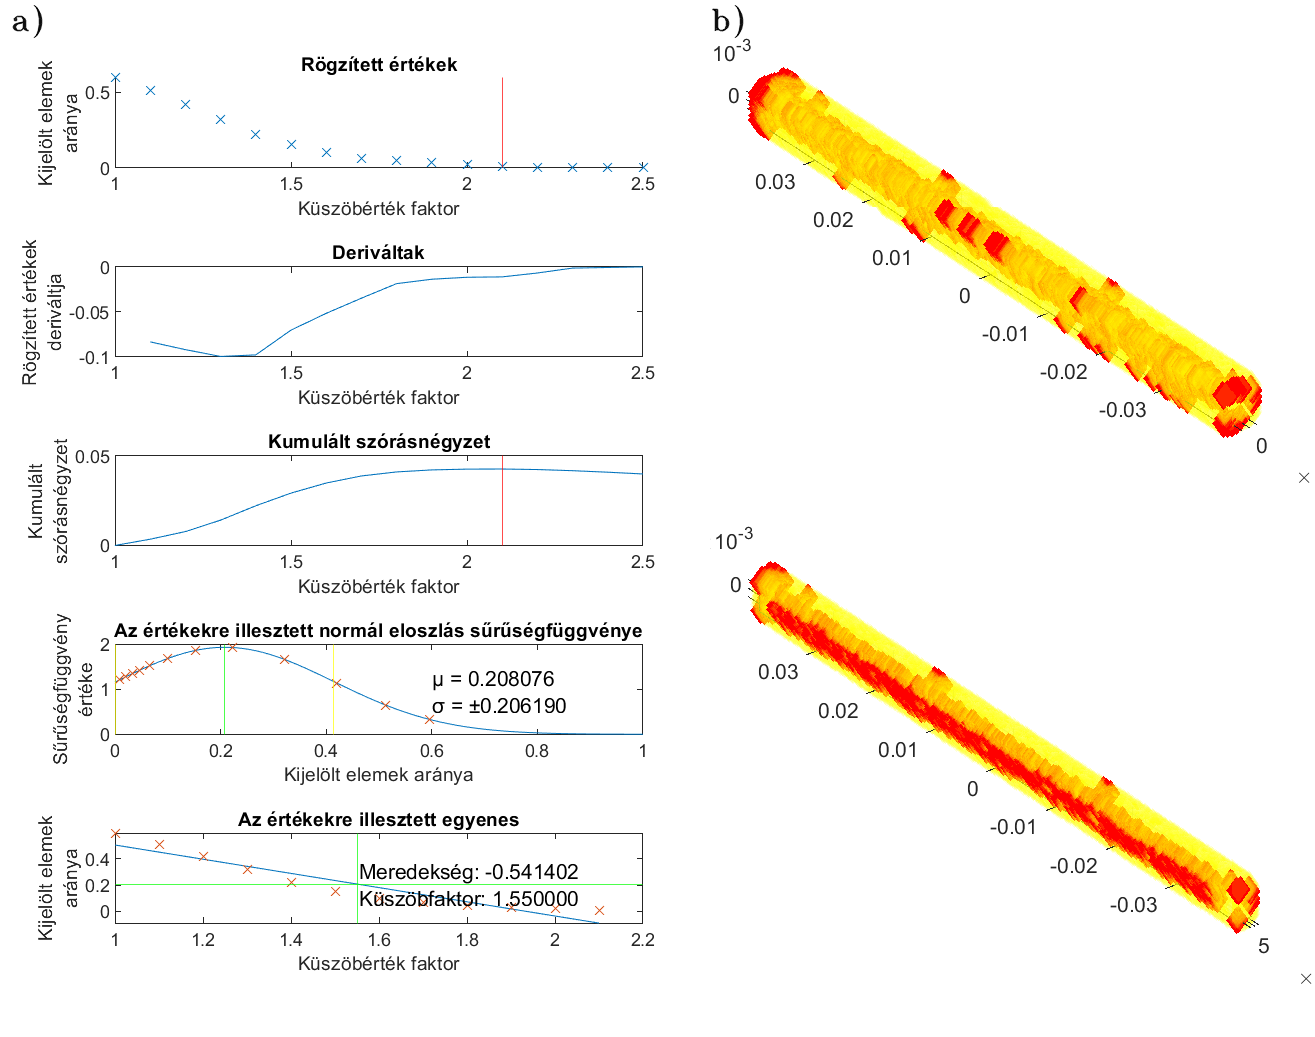 a)
Rögzített értékek
Kijelölt elemek
aránya
0.5
0
1
1.5
2
2.5
Küszöbérték faktor
Deriváltak
Rögzített értékek
deriváltja
0
-0.05
-0.1
1
1.5
2
2.5
Küszöbérték faktor
Kumulált szórásnégyzet
Kumulált
szórásnégyzet
0.05
0
1
1.5
2
2.5
Küszöbérték faktor
Az értékekre illesztett normál eloszlás sűrűségfüggvénye
Sűrűségfüggvény
értéke
2
1
0
μ = 0.208076
σ = ±0.206190
0
0.2
0.4
0.6
0.8
1
Kijelölt elemek aránya
Az értékekre illesztett egyenes
Kijelölt elemek
aránya
0.4
0.2
0
Meredekség: -0.541402
Küszöbfaktor: 1.550000
1
1.2
1.4
1.6
1.8
2
2.2
Küszöbérték faktor
b)
10-3
0
0.03
0.02
0.01
0
-0.01
-0.02
-0.03
0
×
10-3
0
0.03
0.02
0.01
0
-0.01
-0.02
-0.03
5
×